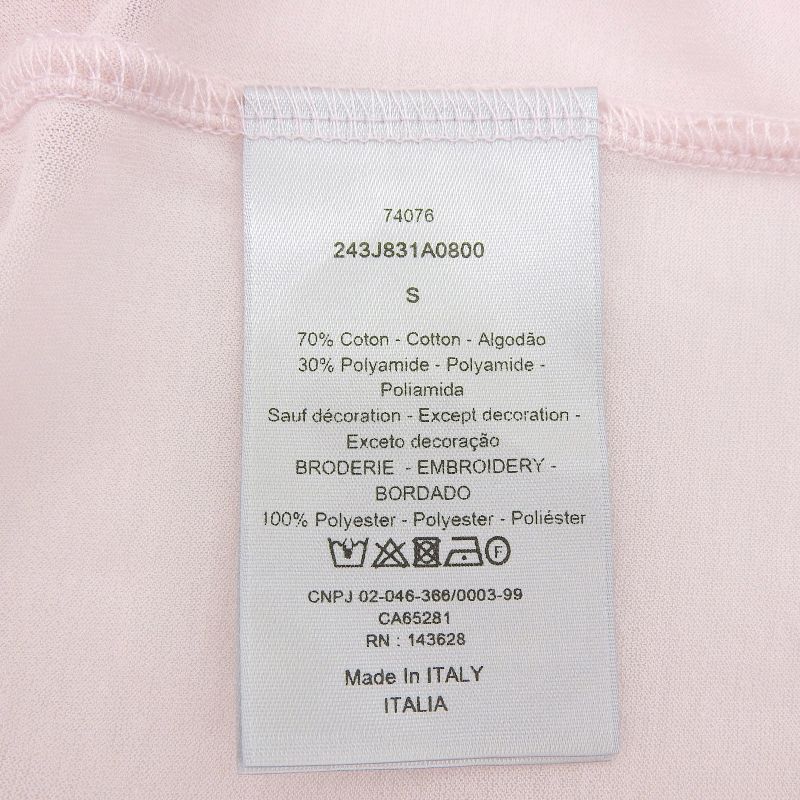 74076
243J831A0800
S
70% Coton - Cotton - Algodão
30% Polyamide - Polyamide -
Poliamida
Sauf décoration - Except decoration -
Exceto decoração
BRODERIE - EMBROIDERY -
BORDADO
100% Polyester - Polyester - Poliéster
F
CNPJ 02-046-366/0003-99
CA65281
RN : 143628
Made In ITALY
ITALIA